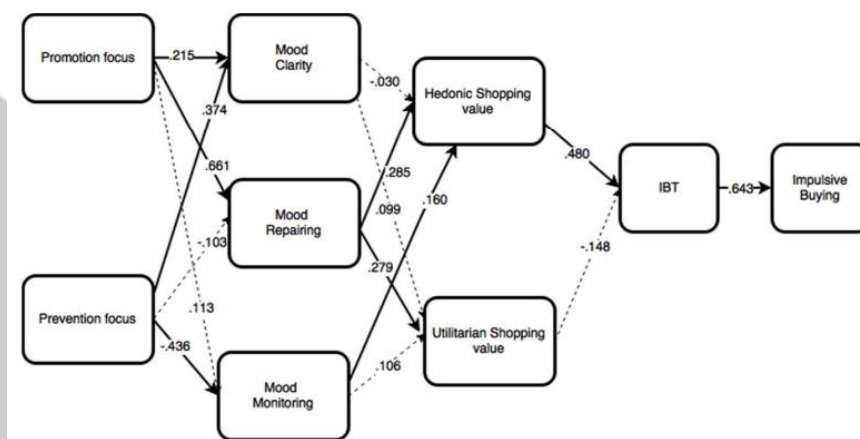 Promotion focus
.215
Mood
Clarity
-.030
Hedonic Shopping
value
.374
.661
.285
.480
.099
.160
IBT
.643
Impulsive
Buying
Mood
Repairing
-.103
.279
-.148
Prevention focus
.113
-.436
.106
Utilitarian Shopping
value
Mood
Monitoring